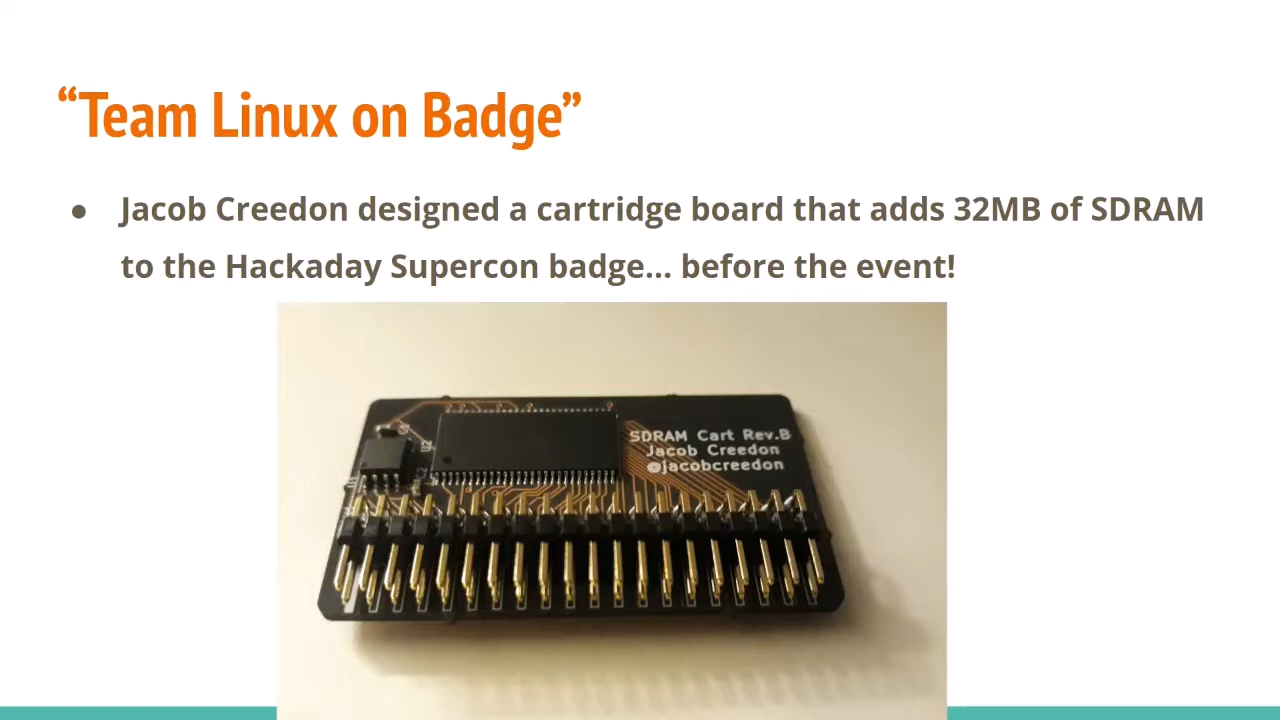 “Team Linux on Badge”
● Jacob Creedon designed a cartridge board that adds 32MB of SDRAM
to the Hackaday Supercon badge... before the event!
SDRAM Cart Rev.B
Jacob Creedon
@jacobcreedon
U2